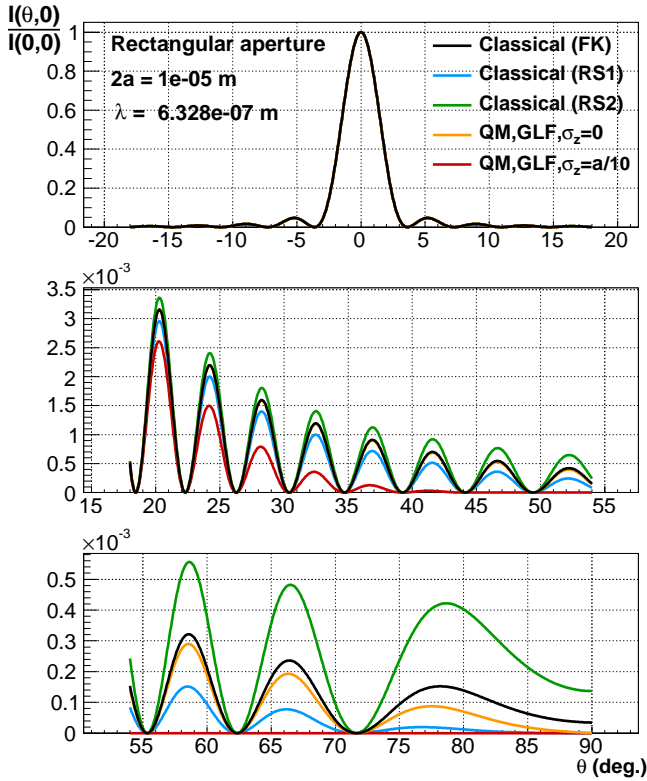 I(θ,0)
I(0,0)
Rectangular aperture
2a = 1e-05 m
λ = 6.328e-07 m
Classical (FK)
Classical (RS1)
Classical (RS2)
QM,GLF,σz=0
QM,GLF,σz=a/10
1
0.8
0.6
0.4
0.2
0
-20 -15 -10 -5 0 5 10 15 20
×10-3
3.5
3
2.5
2
1.5
1
0.5
0
15 20 25 30 35 40 45 50 55
×10-3
0.5
0.4
0.3
0.2
0.1
0
55 60 65 70 75 80 85 90
θ (deg.)